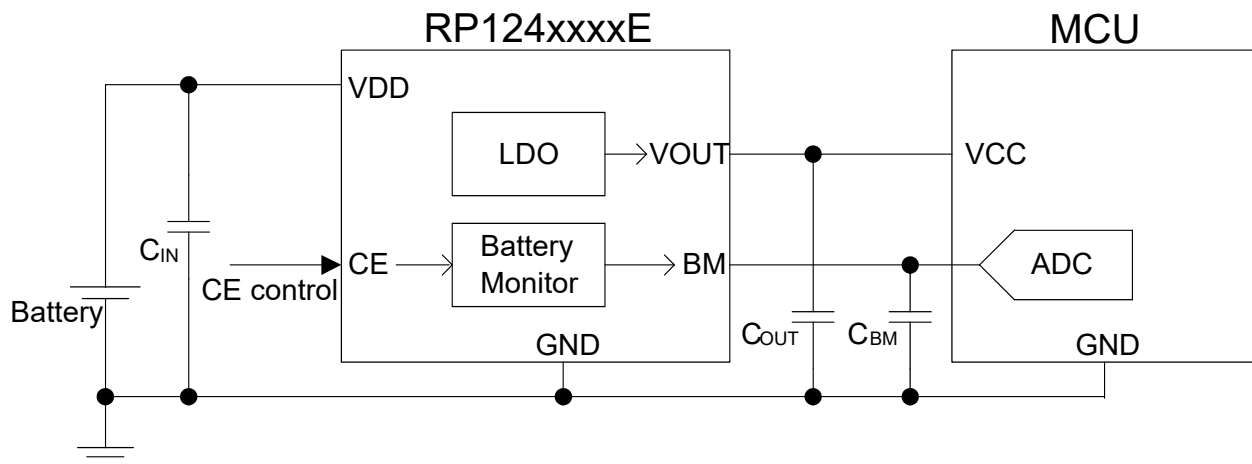 RP124xxxxE
MCU
VDD
LDO
VOUT
VCC
CIN
CE
Battery
Monitor
BM
ADC
CE control
Battery
COUT
CBM
GND
GND